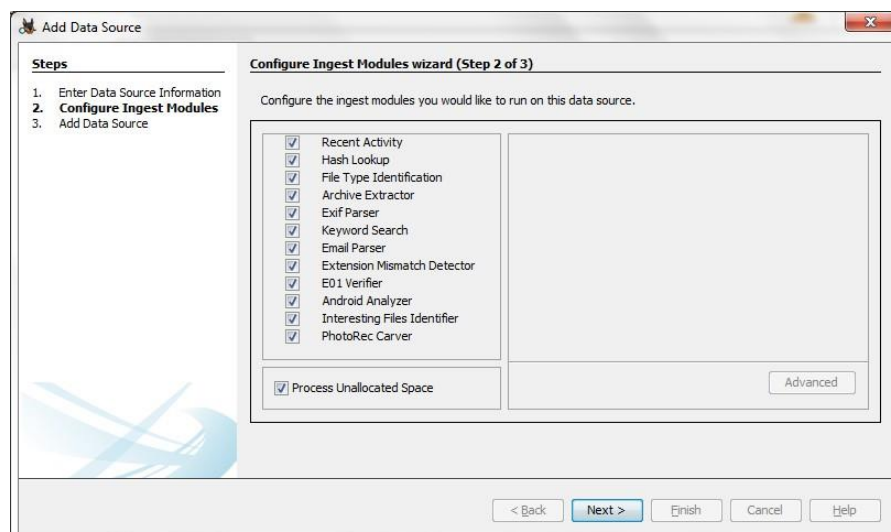 Add Data Source
X
Steps
1. Enter Data Source Information
2. Configure Ingest Modules
3. Add Data Source
Configure Ingest Modules wizard (Step 2 of 3)
Configure the ingest modules you would like to run on this data source.
Recent Activity
Hash Lookup
File Type Identification
Archive Extractor
Exif Parser
Keyword Search
Email Parser
Extension Mismatch Detector
E01 Verifier
Android Analyzer
Interesting Files Identifier
PhotoRec Carver
Process Unallocated Space
Advanced
< Back
Next >
Finish
Cancel
Help